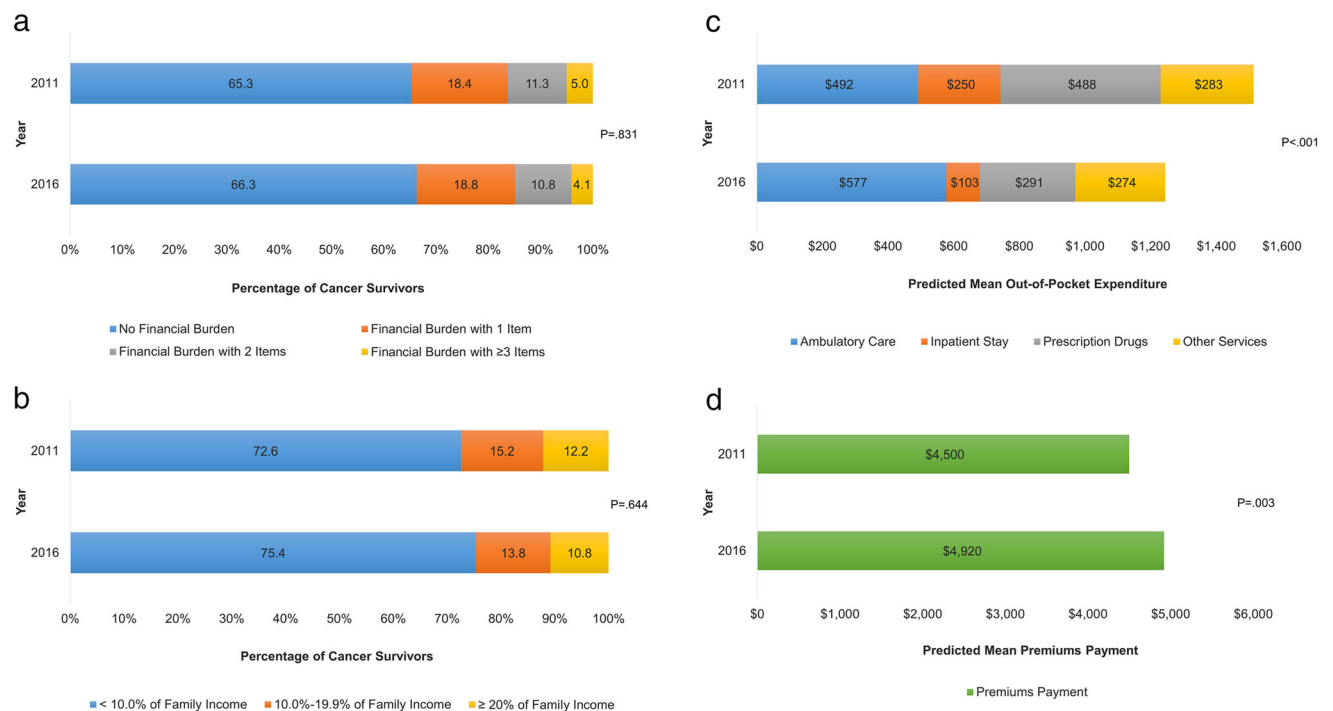 a
2011
65.3
18.4
11.3
5.0
Year
P=.831
2016
66.3
18.8
10.8
4.1
0% 10% 20% 30% 40% 50% 60% 70% 80% 90% 100%
Percentage of Cancer Survivors
No Financial Burden
Financial Burden with 1 Item
Financial Burden with 2 Items
Financial Burden with ≥3 Items
b
2011
72.6
15.2
12.2
Year
P=.644
2016
75.4
13.8
10.8
0% 10% 20% 30% 40% 50% 60% 70% 80% 90% 100%
Percentage of Cancer Survivors
< 10.0% of Family Income
10.0%-19.9% of Family Income
≥ 20% of Family Income
c
2011
$492
$250
$488
$283
Year
P<.001
2016
$577
$103
$291
$274
$0 $200 $400 $600 $800 $1,000 $1,200 $1,400 $1,600
Predicted Mean Out-of-Pocket Expenditure
Ambulatory Care
Inpatient Stay
Prescription Drugs
Other Services
d
2011
$4,500
Year
P=.003
2016
$4,920
$0 $1,000 $2,000 $3,000 $4,000 $5,000 $6,000
Predicted Mean Premiums Payment
Premiums Payment